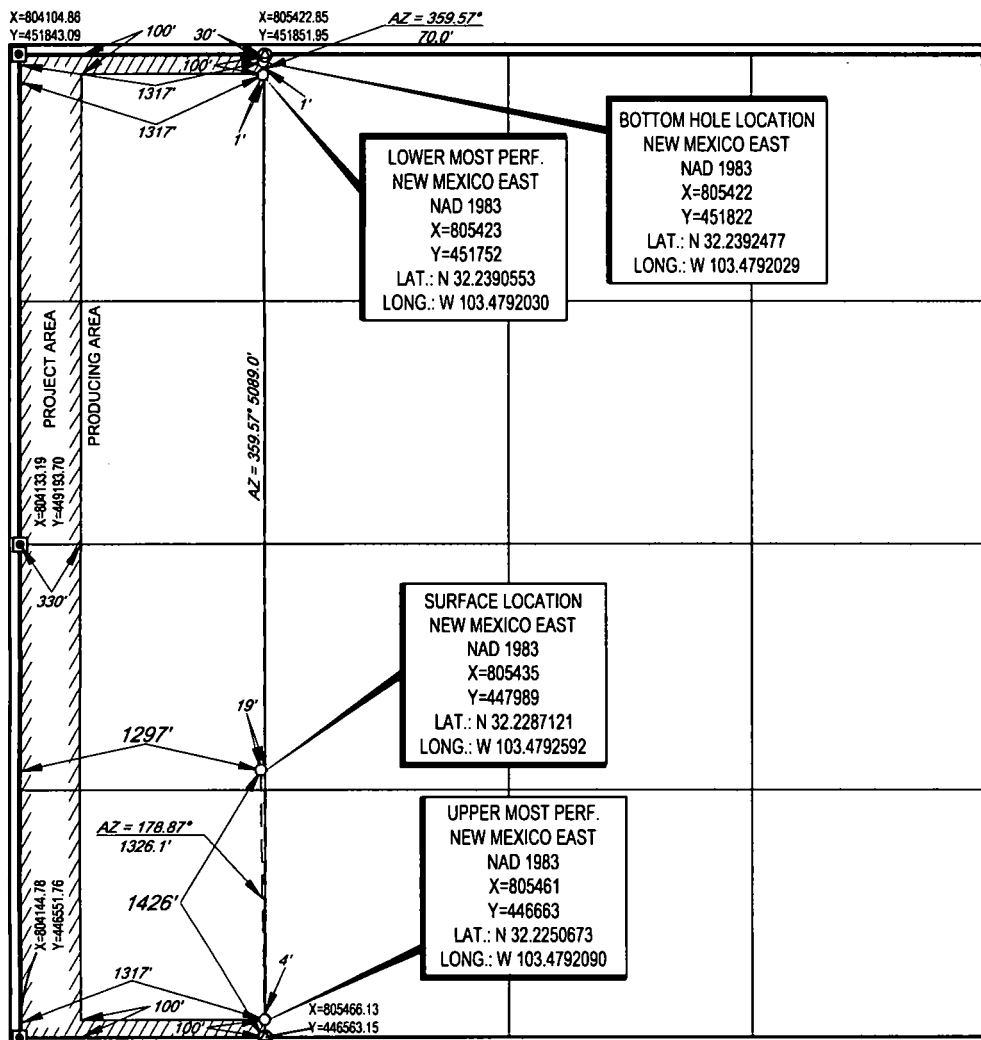 X=804104.86
Y=451843.09
100'
30'
X=805422.85
Y=451851.95
AZ = 359.57°
70.0'
100'
1317'
1'
1317'
1'
LOWER MOST PERF.
NEW MEXICO EAST
NAD 1983
X=805423
Y=451752
LAT.: N 32.2390553
LONG.: W 103.4792030
BOTTOM HOLE LOCATION
NEW MEXICO EAST
NAD 1983
X=805422
Y=451822
LAT.: N 32.2392477
LONG.: W 103.4792029
PROJECT AREA
PRODUCING AREA
AZ = 359.57° 5089.0'
X=804133.19
Y=449193.70
330'
SURFACE LOCATION
NEW MEXICO EAST
NAD 1983
X=805435
Y=447989
LAT.: N 32.2287121
LONG.: W 103.4792592
19'
1297'
AZ = 178.87°
1326.1'
1426'
UPPER MOST PERF.
NEW MEXICO EAST
NAD 1983
X=805461
Y=446663
LAT.: N 32.2250673
LONG.: W 103.4792090
X=804144.78
Y=446551.76
1317'
100'
100'
4'
X=805466.13
Y=446563.15